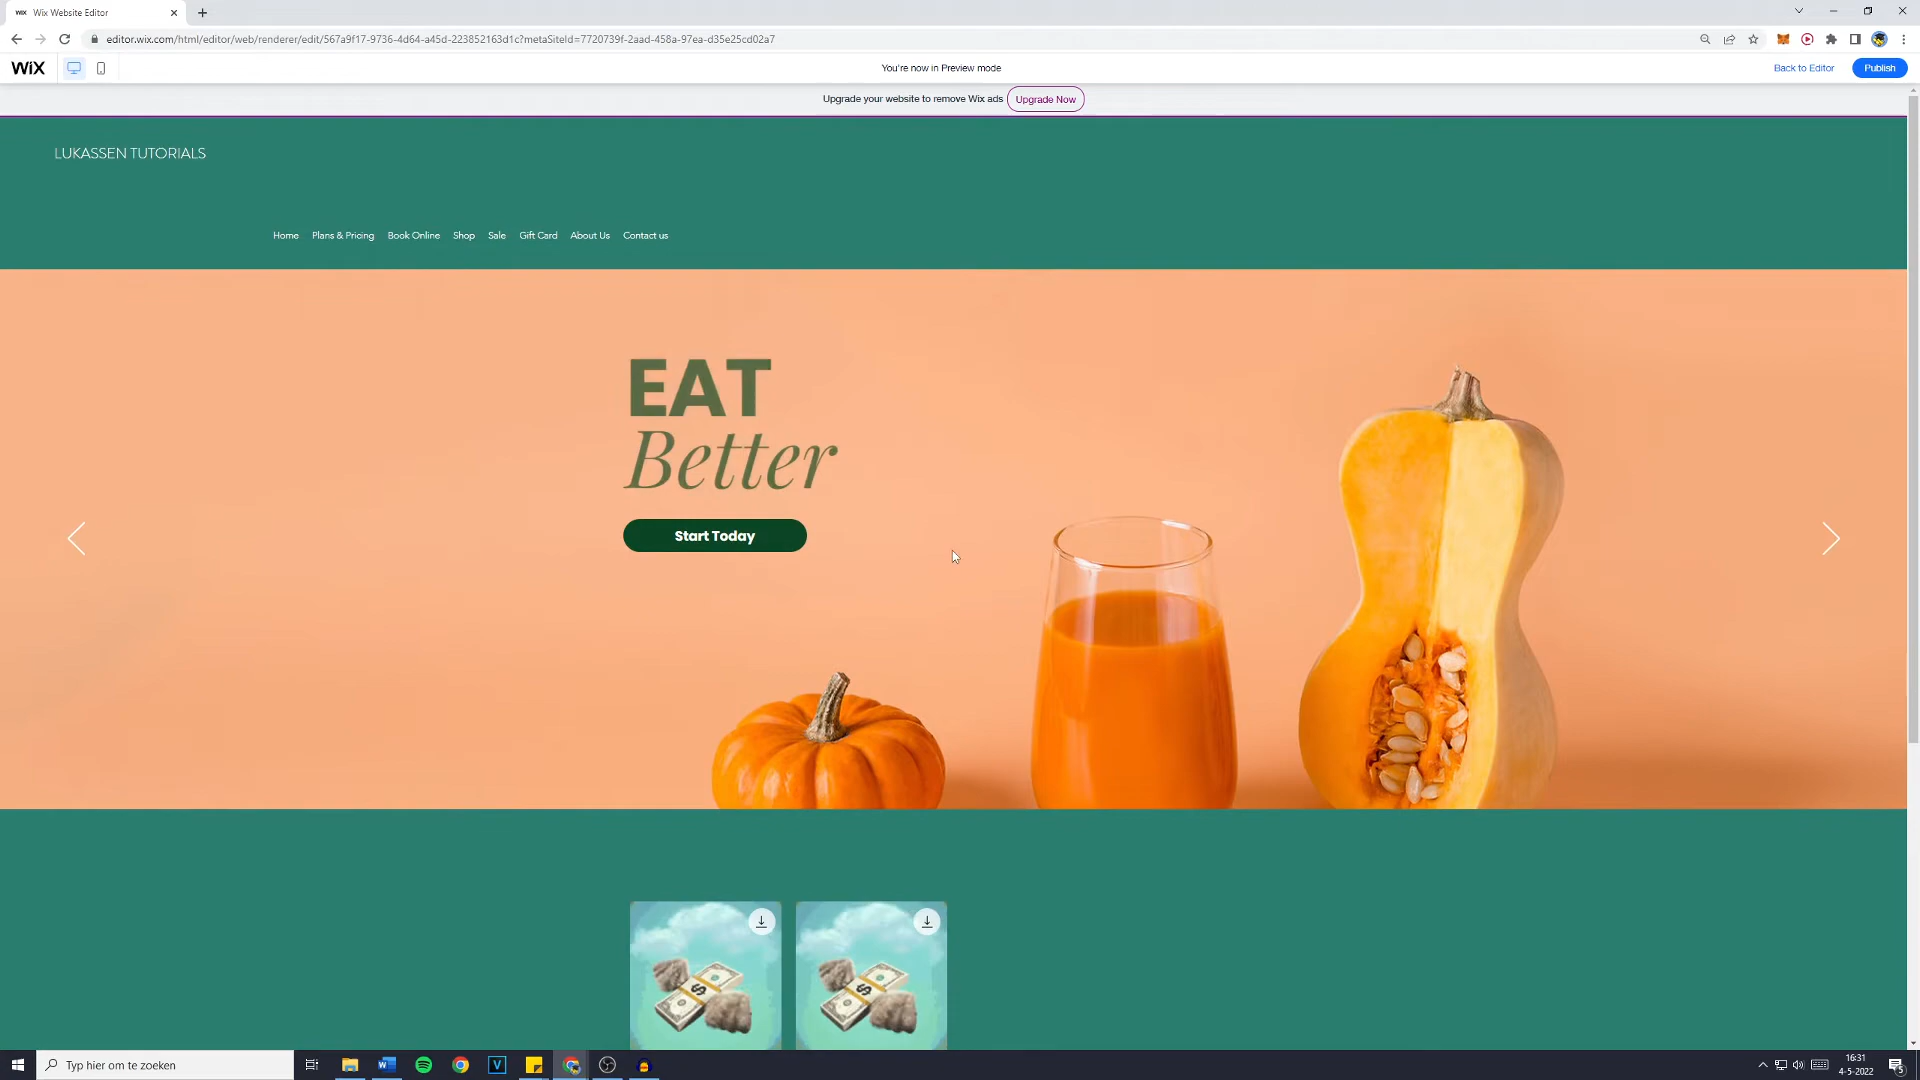 Wix Website Editor
editor.wix.com/html/editor/web/renderer/edit/567a9f17-9736-4d64-a45d-223852163d1c?metaSiteId=7720739f-2aad-458a-97ea-d35e25cd02a7
WiX
You're now in Preview mode
Back to Editor
Publish
Upgrade your website to remove Wix ads
Upgrade Now
LUKASSEN TUTORIALS
Home Plans & Pricing Book Online Shop Sale Gift Card About Us Contact us
EAT
Better
Start Today
Typ hier om te zoeken
16:31
4-5-2022